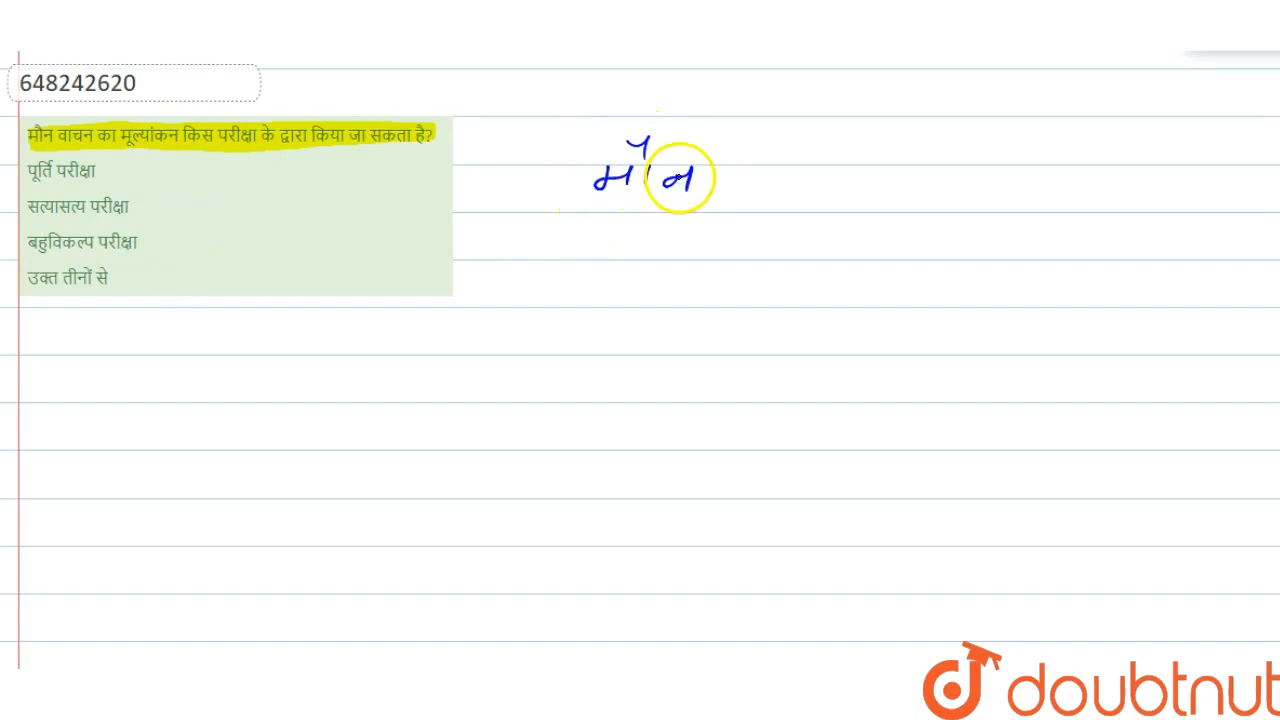 648242620
मौन वाचन का मूल्यांकन किस परीक्षा के द्वारा किया जा सकता है?
पूर्ति परीक्षा
सत्यासत्य परीक्षा
बहुविकल्प परीक्षा
उक्त तीनों से
मौन
doubtnut